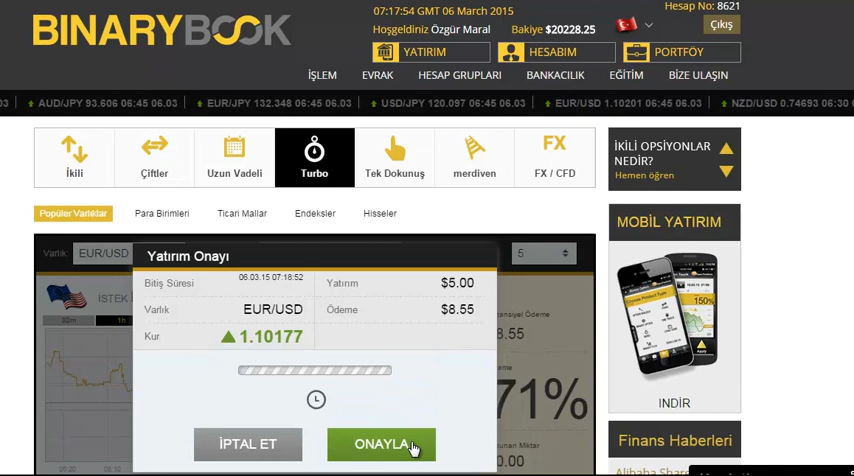 BINARYBOOK
07:17:54 GMT 06 March 2015
Hesap No: 8621
Hoşgeldiniz Özgür Maral Bakiye $20228.25
Çıkış
YATIRIM HESABIM PORTFÖY
İŞLEM EVRAK HESAP GRUPLARI BANKACILIK EĞİTİM BİZE ULAŞIN
03 AUD/JPY 93.606 06:45 06.03 EUR/JPY 132.348 06:45 06.03 USD/JPY 120.097 06:45 06.03 EUR/USD 1.10201 06:45 06.03 NZD/USD 0.74693 06:30
İkili Çiftler Uzun Vadeli Turbo Tek Dokunuş merdiven FX FX / CFD
İKİLİ OPSİYONLAR
NEDİR?
Hemen öğren
Popüler Varlıklar Para Birimleri Ticari Mallar Endeksler Hisseler
MOBİL YATIRIM
Varlık: EUR/USD 5
Yatırım Onayı
Bitiş Süresi 06.03.15 07:18:52 Yatırım $5.00
Varlık EUR/USD Ödeme $8.55
Kur 1.10177
İSTEK
1h
150%
71%
İNDİR
İPTAL ET ONAYLA
Finans Haberleri